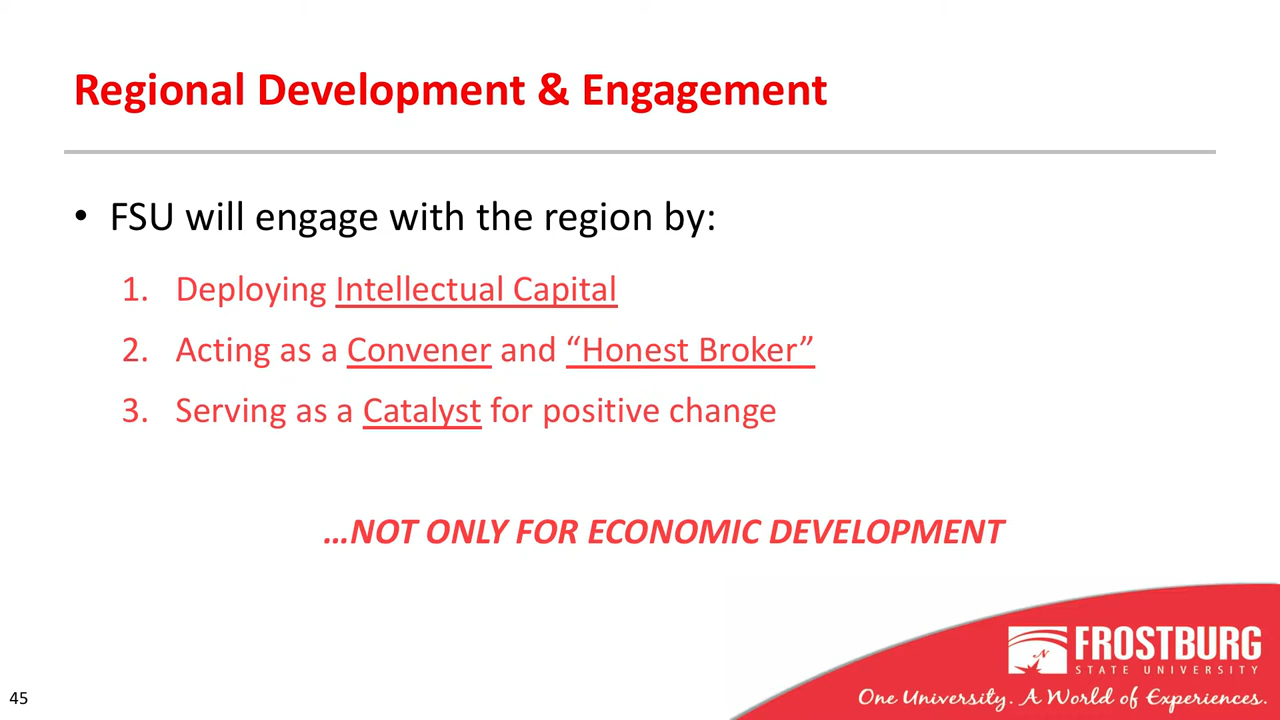 Regional Development & Engagement
• FSU will engage with the region by:
1. Deploying Intellectual Capital
2. Acting as a Convener and “Honest Broker”
3. Serving as a Catalyst for positive change
…NOT ONLY FOR ECONOMIC DEVELOPMENT
FROSTBURG
STATE UNIVERSITY
One University. A World of Experiences.
45